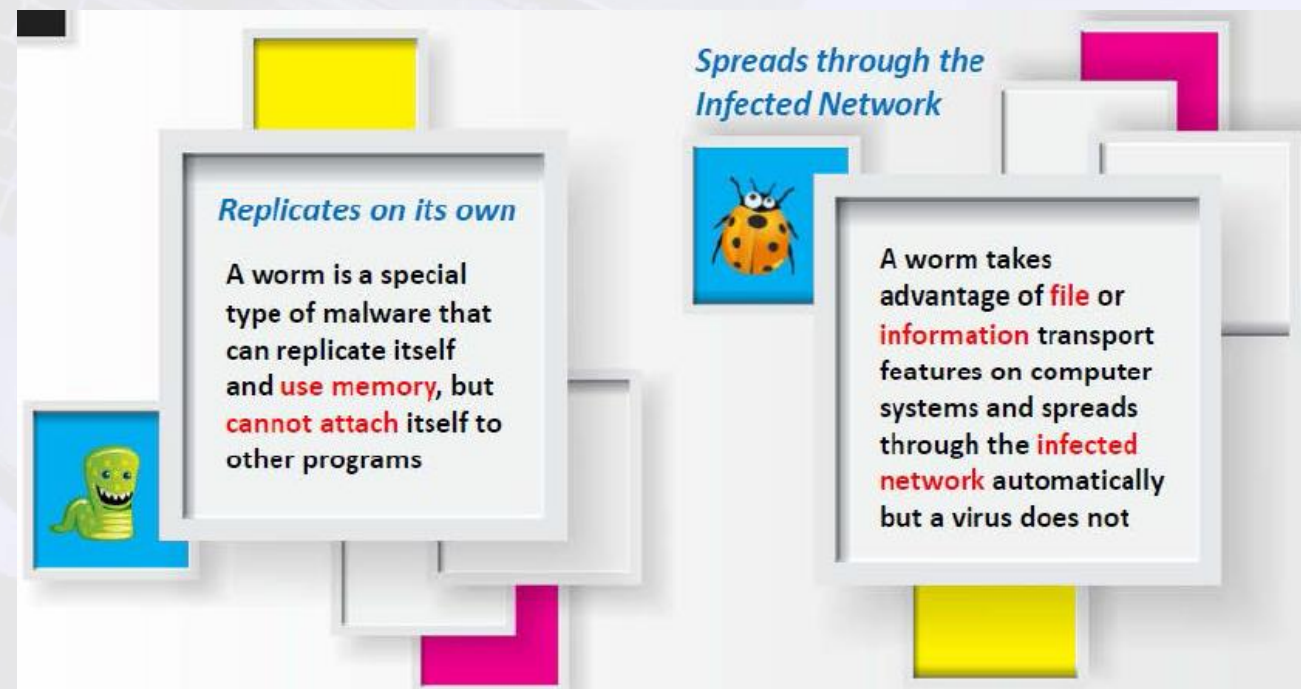 Replicates on its own
A worm is a special
type of malware that
can replicate itself
and use memory, but
cannot attach itself to
other programs
Spreads through the
Infected Network
A worm takes
advantage of file or
information transport
features on computer
systems and spreads
through the infected
network automatically
but a virus does not